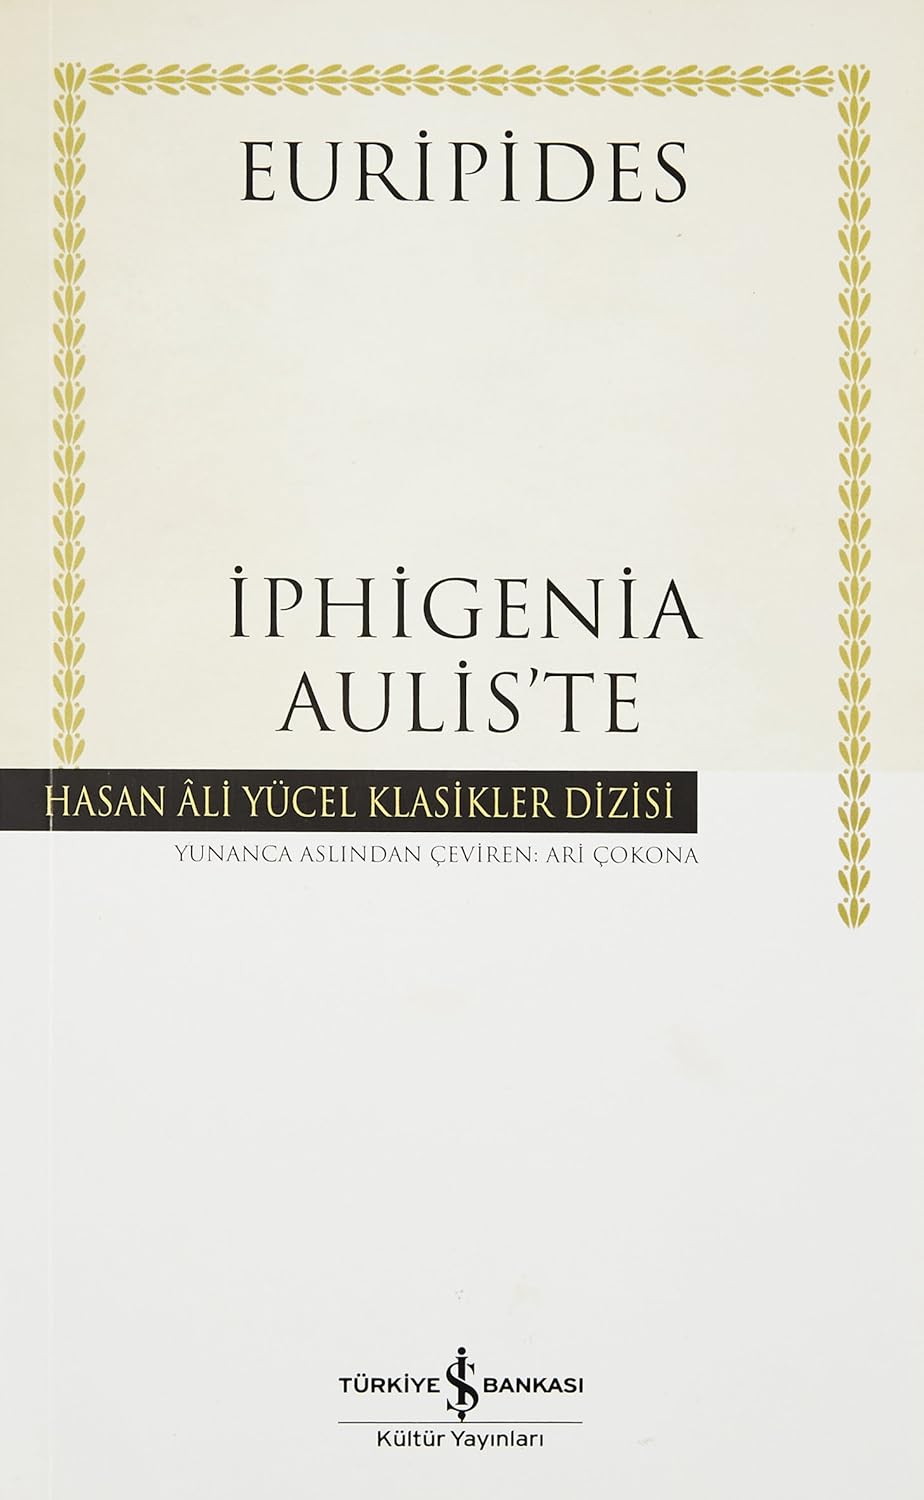 EURİPİDES
İPHİGENİA
AULİS'TE
HASAN ÂLİ YÜCEL KLASİKLER DİZİSİ
YUNANCA ASLINDAN ÇEVİREN: ARİ ÇOKONA
TÜRKİYE İŞ BANKASI
Kültür Yayınları